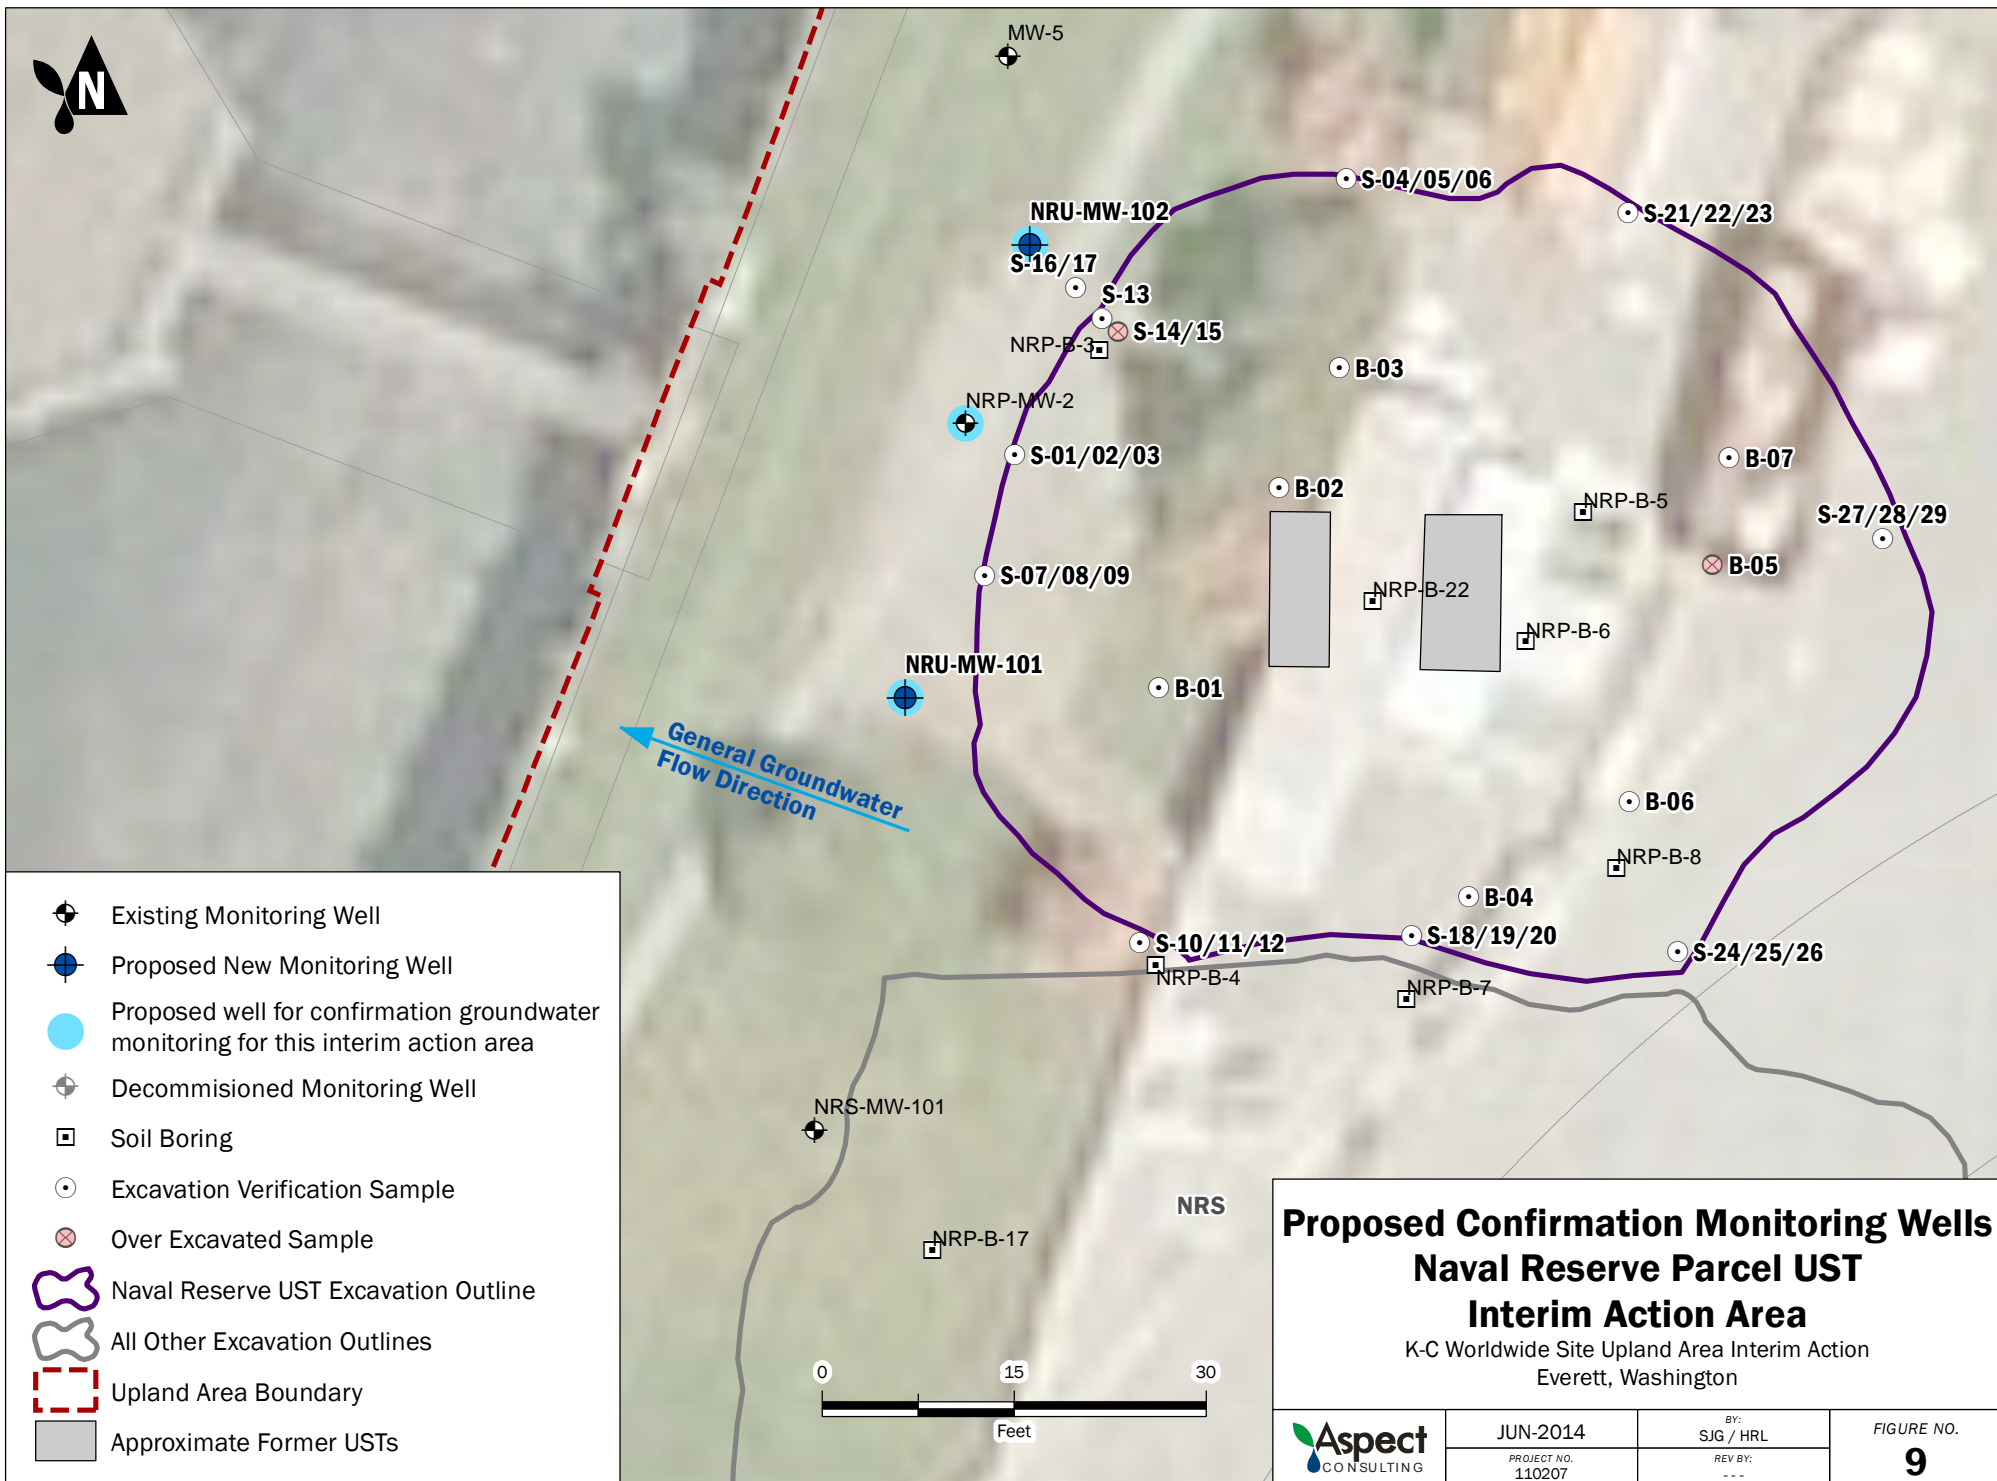 N
MW-5
S-04/05/06
S-21/22/23
NRU-MW-102
S-16/17
S-13
S-14/15
NRP-B-3
B-03
NRP-MW-2
S-01/02/03
B-07
B-02
NRP-B-5
S-27/28/29
B-05
S-07/08/09
NRP-B-22
NRP-B-6
NRU-MW-101
B-01
General Groundwater
Flow Direction
B-06
NRP-B-8
B-04
S-10/11/12
S-18/19/20
S-24/25/26
NRP-B-4
NRP-B-7
NRS-MW-101
NRS
NRP-B-17
Existing Monitoring Well
Proposed New Monitoring Well
Proposed well for confirmation groundwater
monitoring for this interim action area
Decommisioned Monitoring Well
Soil Boring
Excavation Verification Sample
Over Excavated Sample
Naval Reserve UST Excavation Outline
All Other Excavation Outlines
Upland Area Boundary
Approximate Former USTs
0 15 30
Feet
Proposed Confirmation Monitoring Wells
Naval Reserve Parcel UST
Interim Action Area
K-C Worldwide Site Upland Area Interim Action
Everett, Washington
Aspect
CONSULTING
JUN-2014
PROJECT NO.
110207
BY:
SJG / HRL
REV BY:
- - -
FIGURE NO.
9